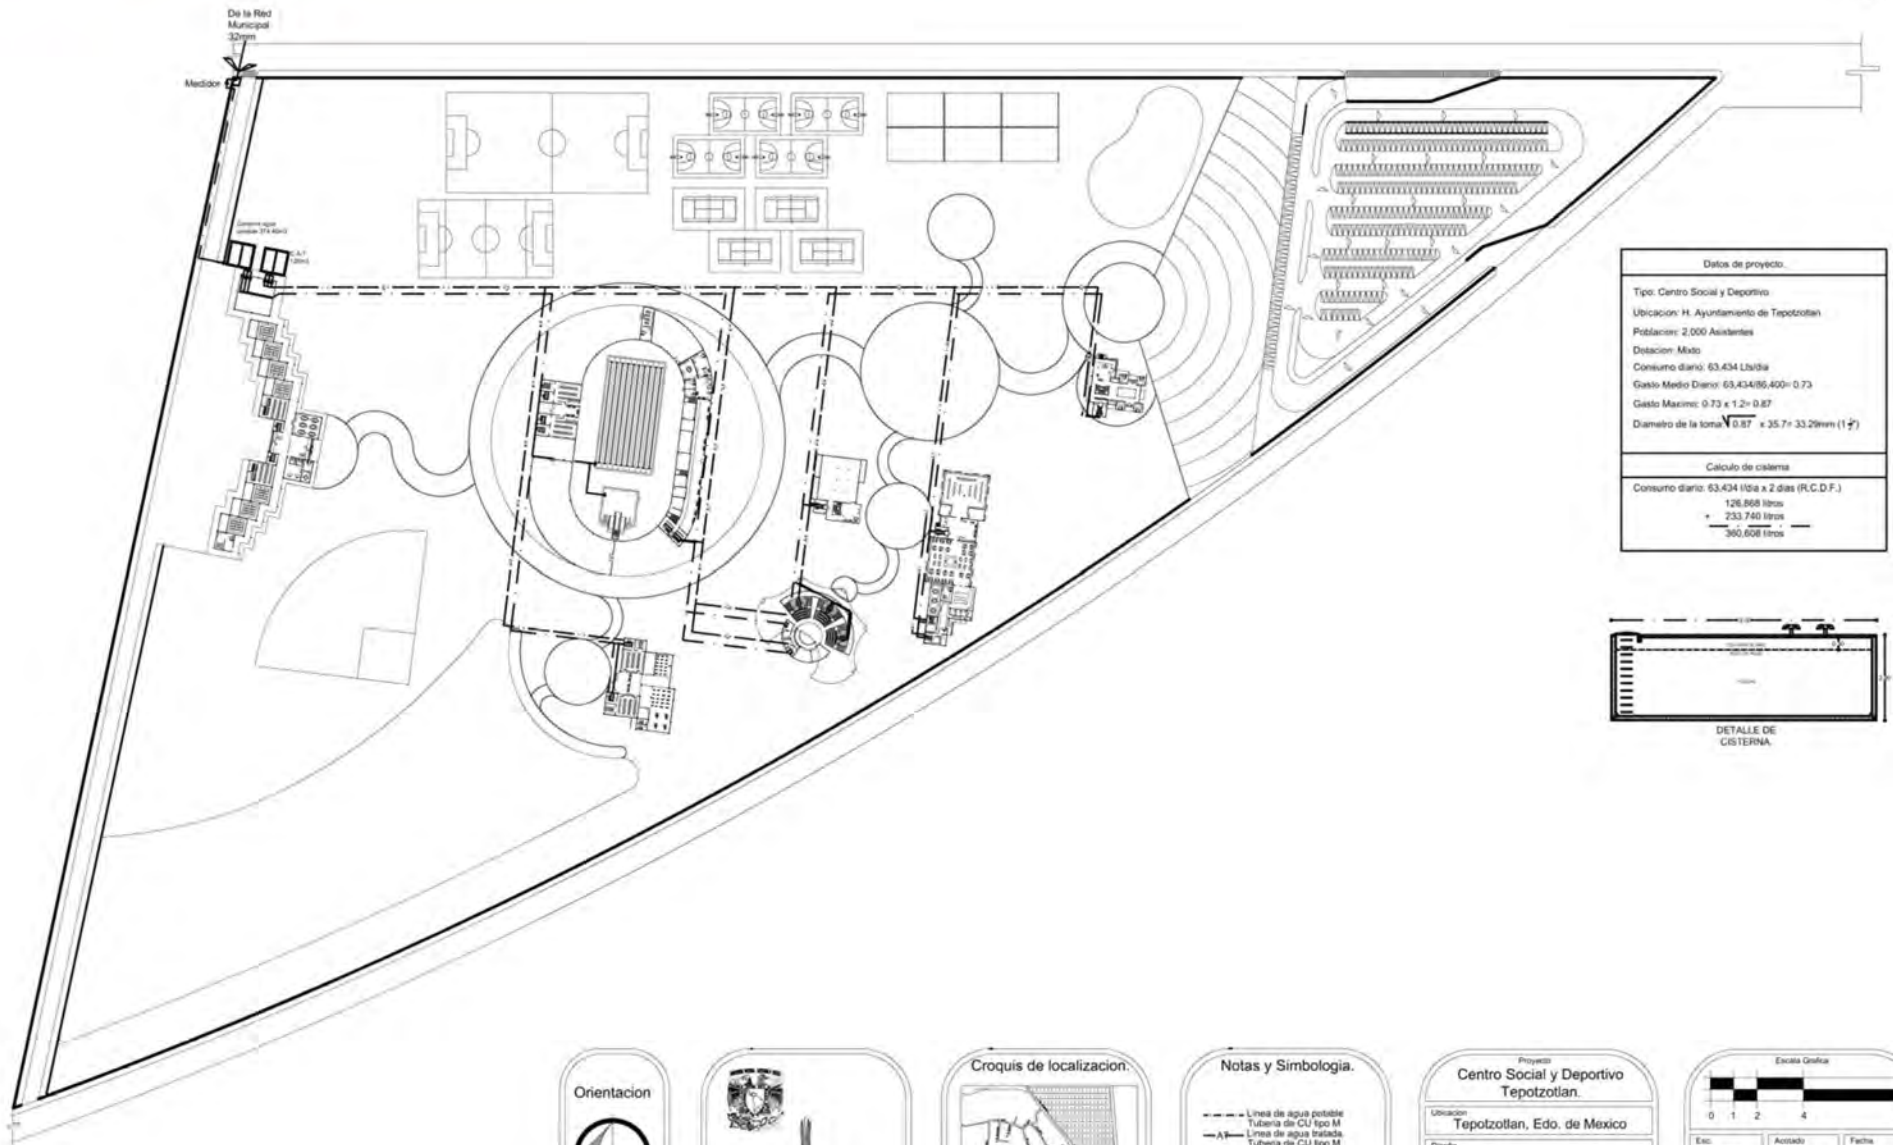 De la Red
Municipal
32mm
Medidor
Datos de proyecto.
Tipo: Centro Social y Deportivo
Ubicacion: H. Ayuntamiento de Tepotzotlan
Poblacion: 2,000 Asistentes
Dotacion: Mixto
Consumo diario: 63,434 Lts/dia
Gasto Medio Diario: 63,434/86,400= 0.73
Gasto Maximo: 0.73 x 1.2= 0.87
Diametro de la toma:√0.87 x 35.7= 33.29mm
Calculo de cisterna
Consumo diario: 63,434 l/dia x 2 dias (R.C.D.F.)
126,868 litros
+ 233,740 litros
360,608 litros
DETALLE DE
CISTERNA
Orientacion
Croquis de localizacion.
Notas y Simbologia.
Linea de agua potable
Tuberia de CU tipo M
AT Linea de agua tratada
Tuberia de CU tipo M
Proyecto
Centro Social y Deportivo
Tepotzotlan.
Ubicacion
Tepotzotlan, Edo. de Mexico
Escala Grafica
0 1 2 4
Esc. Acotado Fecha